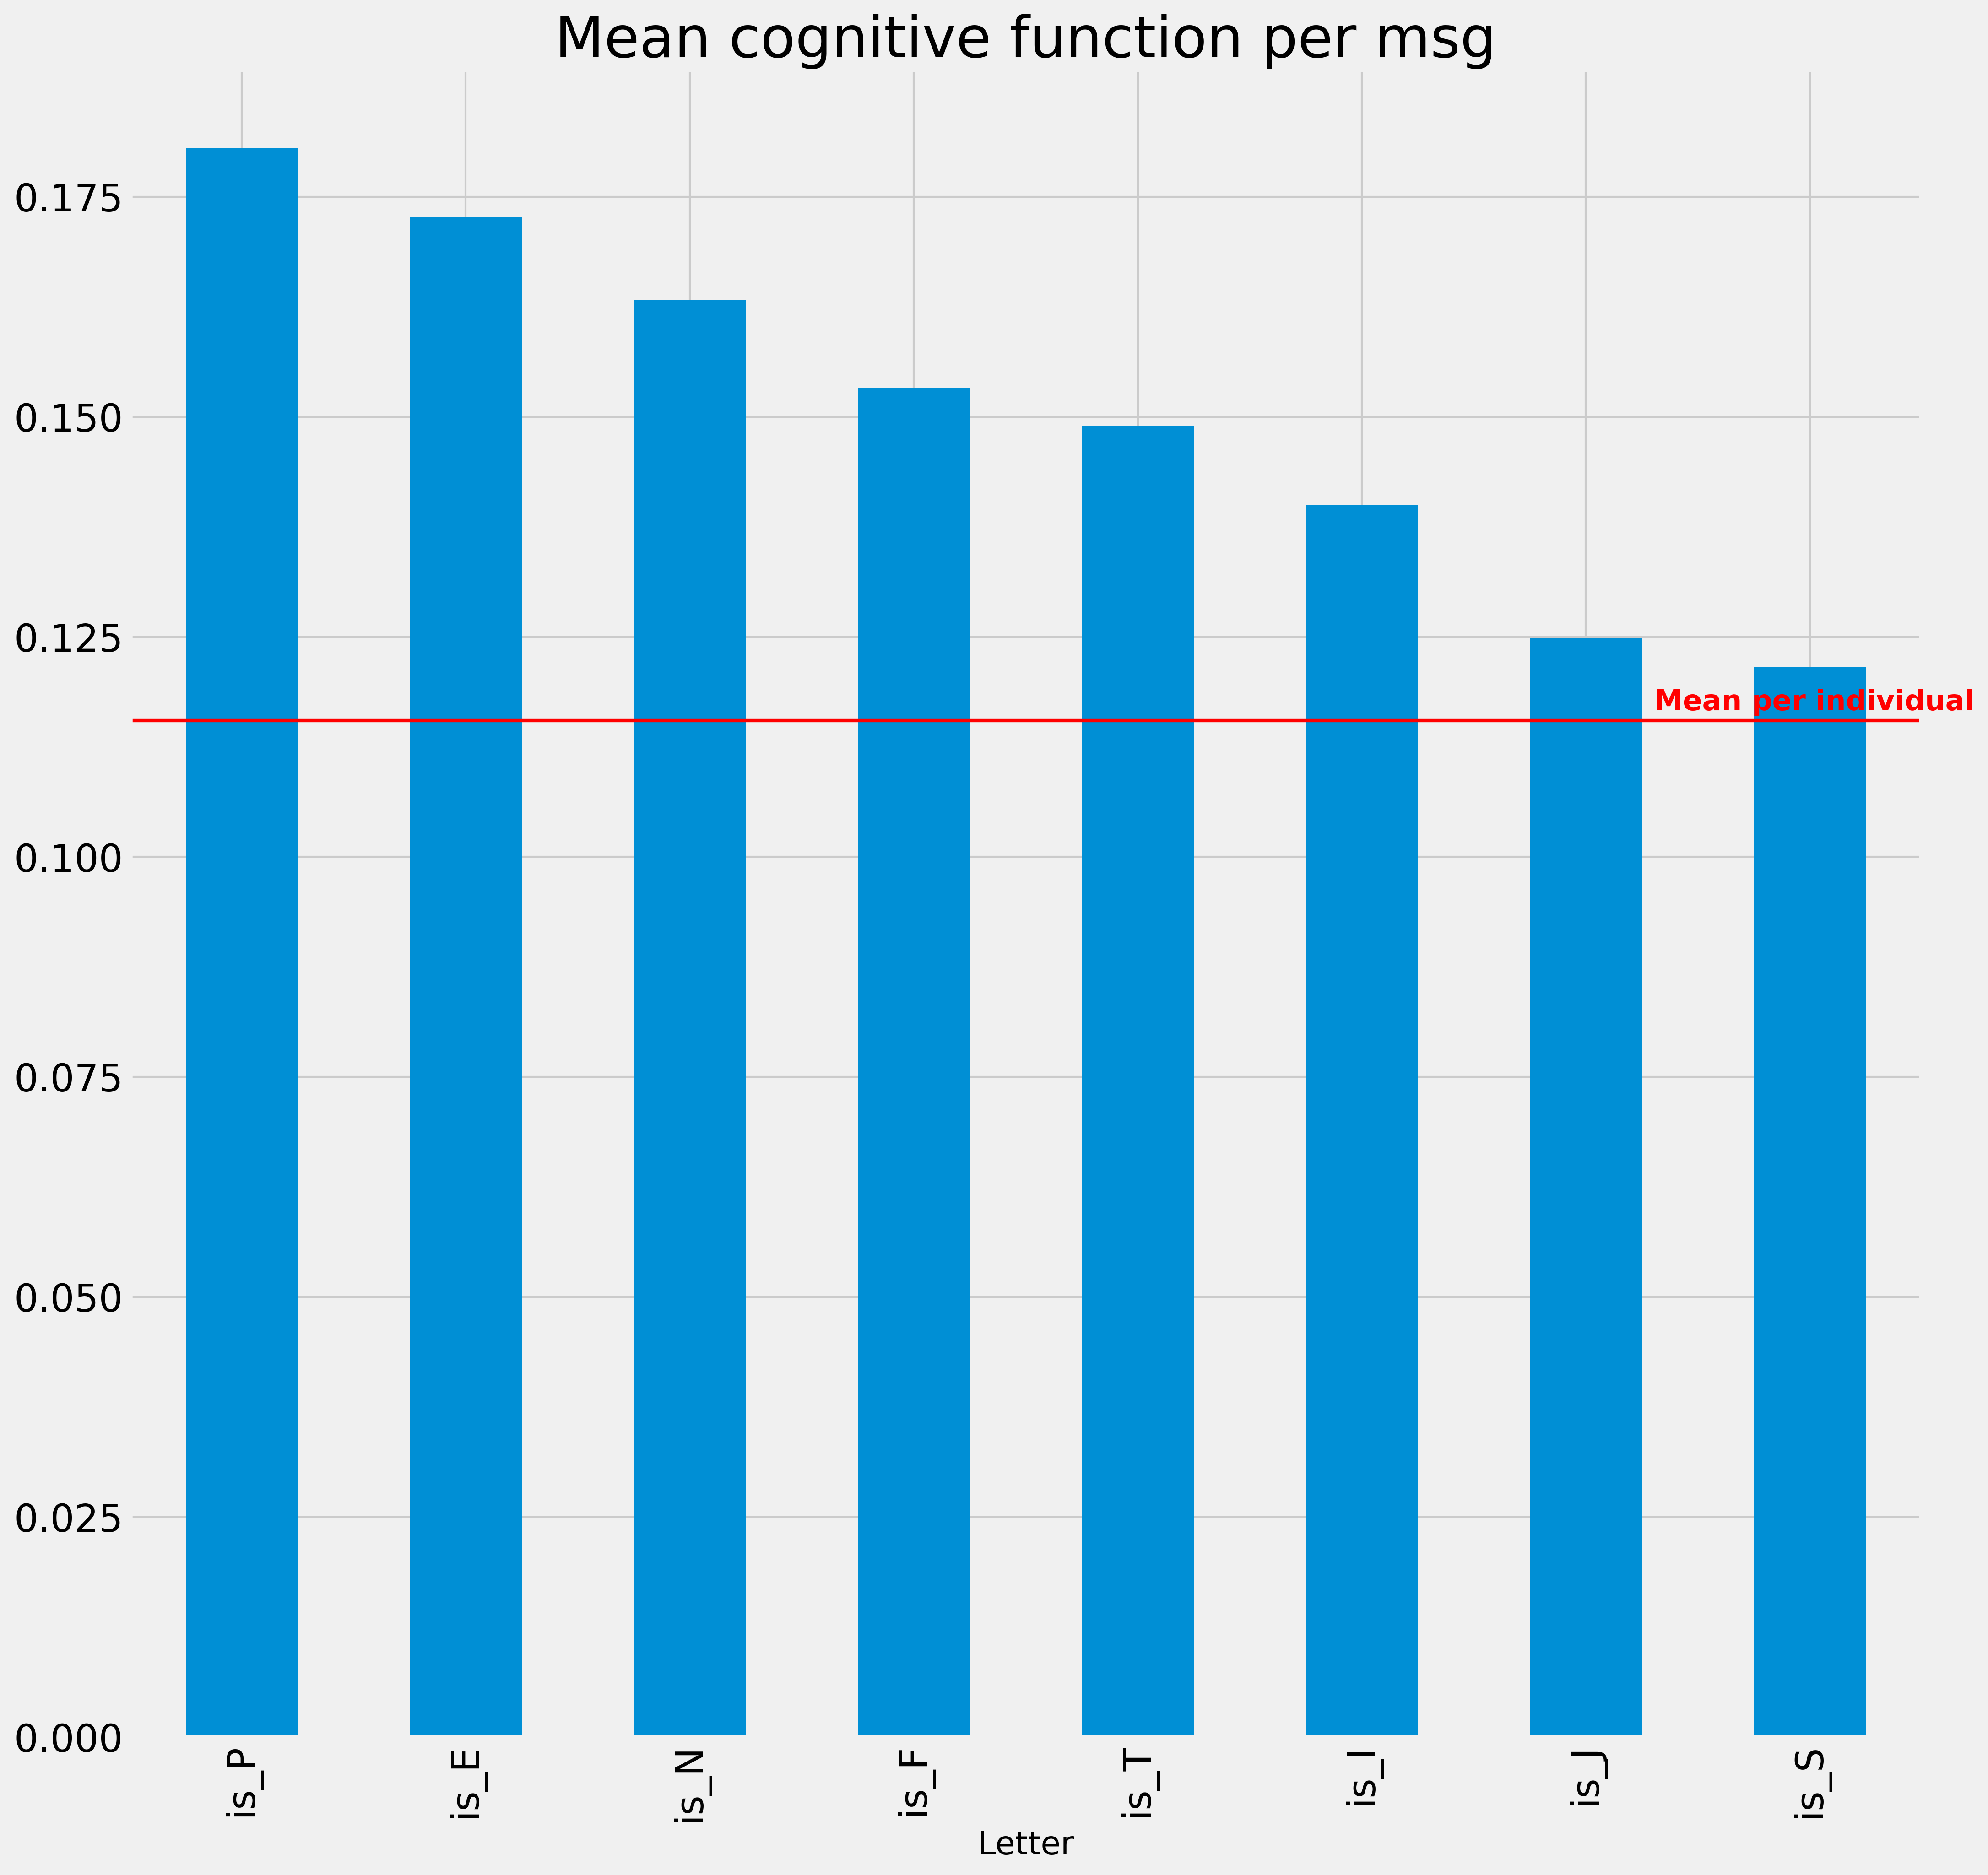 Mean cognitive function per msg
0.175
0.150
0.125
Mean per individual
0.100
0.075
0.050
0.025
0.000
is_P
is_E
is_N
is_F
is_T
is_I
is_J
is_S
Letter